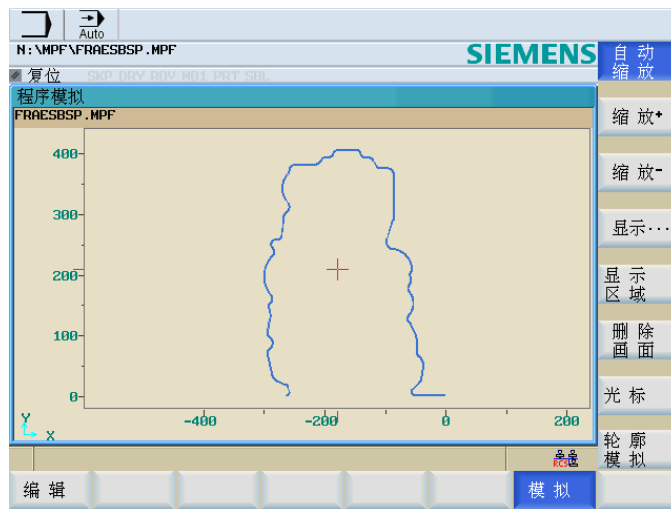 Auto
N:\MPF\FRAESBSP.MPF
SIEMENS
复位 SKP DRY ROV M01 PRT SBL
程序模拟
FRAESBSP.MPF
400
300
200
100
0
-400 -200 0 200
Y
X
RCS
自动
缩放
缩放+
缩放-
显示···
显示
区域
删除
画面
光标
轮廓
模拟
编辑
模拟